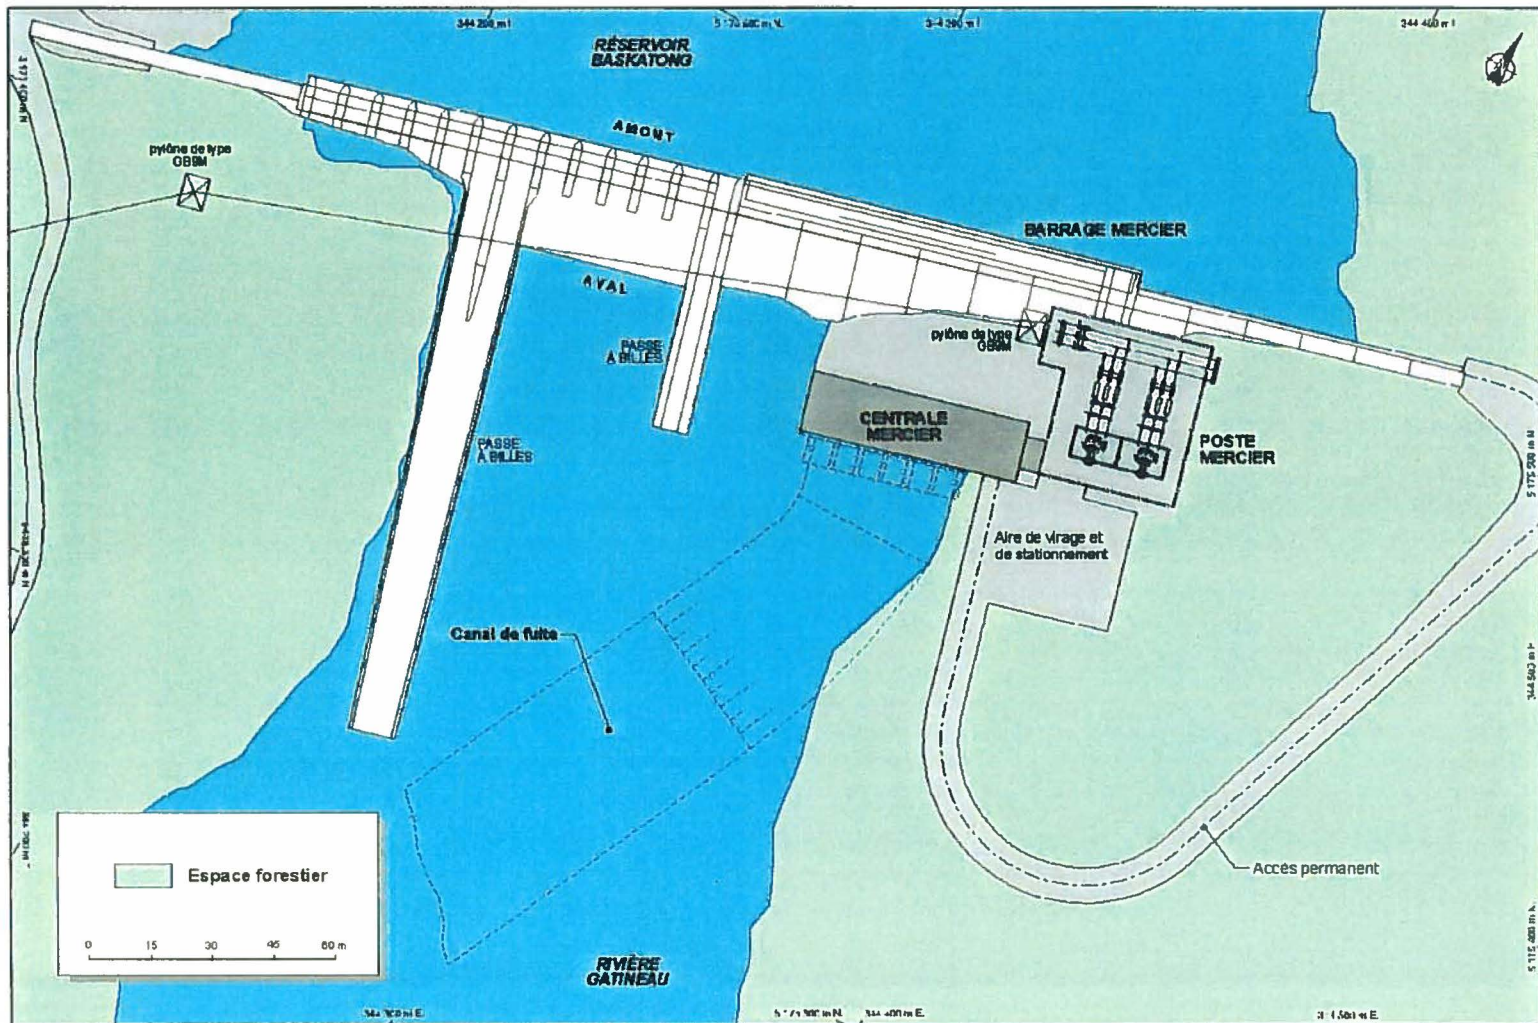 RÉSERVOIR
BASKATONG
AMONT
pylône de type
GB9M
BARRAGE MERCIER
AVAL
PASSE
À BILLES
pylône de type
GB9M
CENTRALE
MERCIER
POSTE
MERCIER
PASSE
À BILLES
Aire de virage et
de stationnement
Canal de fuite
Accès permanent
Espace forestier
0 15 30 45 60 m
RIVIÈRE
GATINEAU